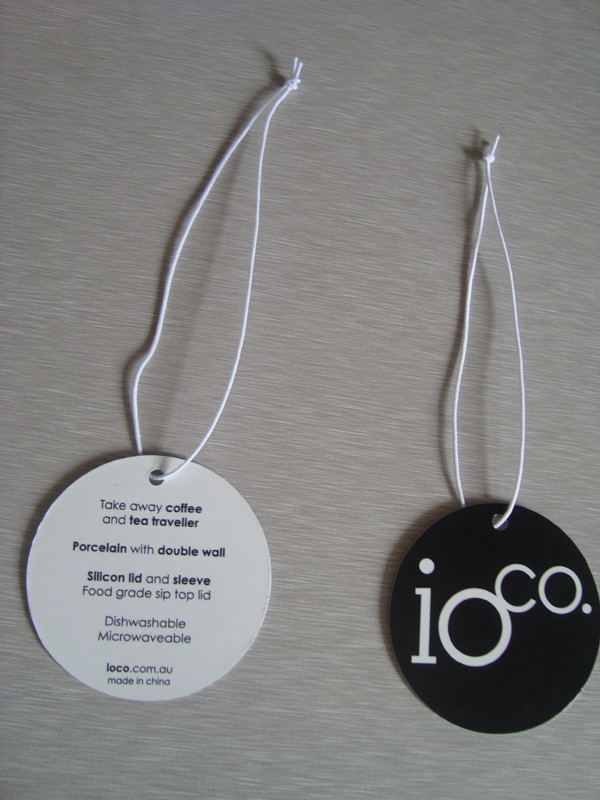 Take away coffee
and tea traveller
Porcelain with double wall
Silicon lid and sleeve
Food grade sip top lid
Dishwashable
Microwaveable
ioco.com.au
made in china
ioco.